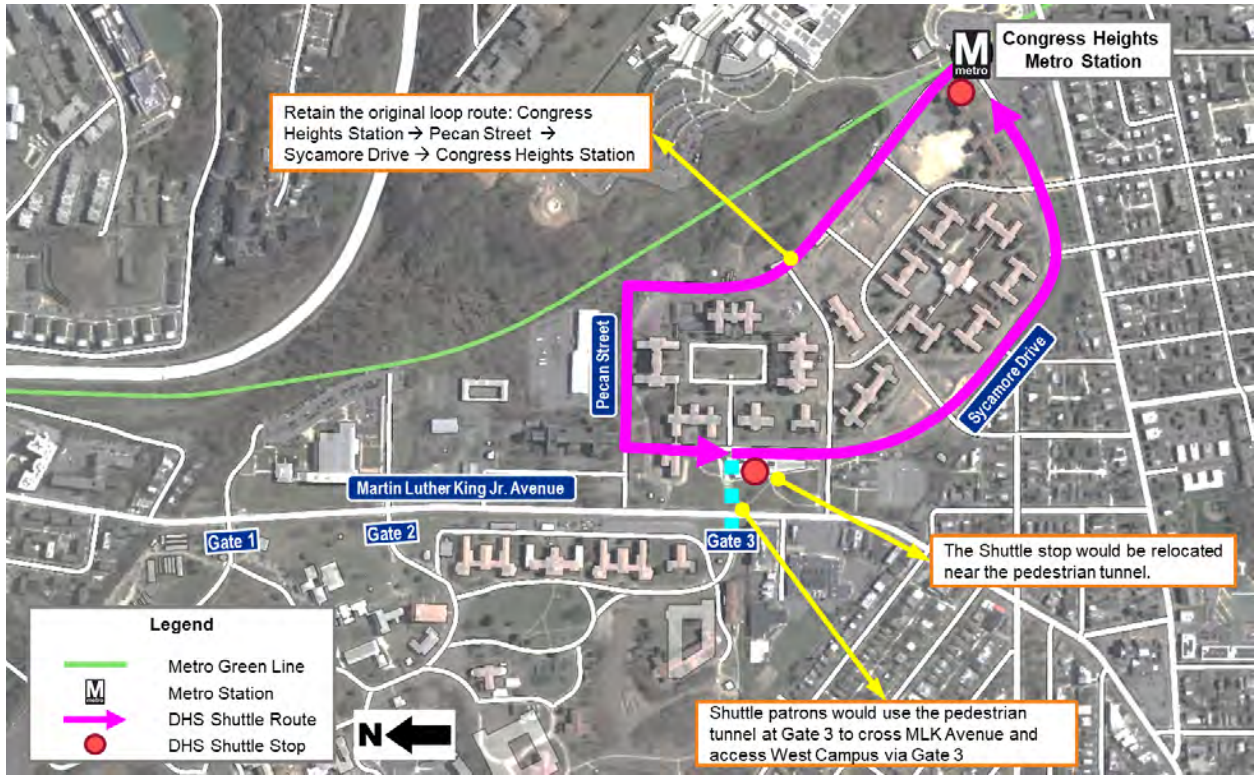 M
metro
Congress Heights
Metro Station
Retain the original loop route: Congress
Heights Station → Pecan Street →
Sycamore Drive → Congress Heights Station
Pecan Street
Sycamore Drive
Martin Luther King Jr. Avenue
Gate 1
Gate 2
Gate 3
The Shuttle stop would be relocated
near the pedestrian tunnel.
Shuttle patrons would use the pedestrian
tunnel at Gate 3 to cross MLK Avenue and
access West Campus via Gate 3
Legend
Metro Green Line
M
metro
Metro Station
DHS Shuttle Route
DHS Shuttle Stop
N